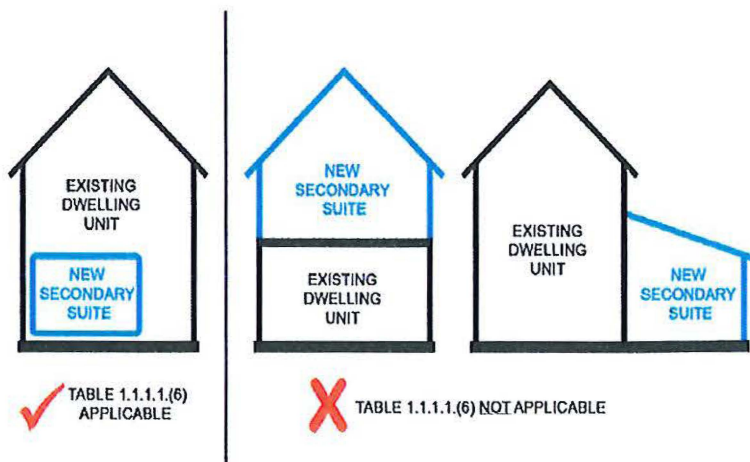 EXISTING
DWELLING
UNIT
NEW
SECONDARY
SUITE
TABLE 1.1.1.1.(6)
APPLICABLE
NEW
SECONDARY
SUITE
EXISTING
DWELLING
UNIT
EXISTING
DWELLING
UNIT
NEW
SECONDARY
SUITE
TABLE 1.1.1.1.(6) NOT APPLICABLE